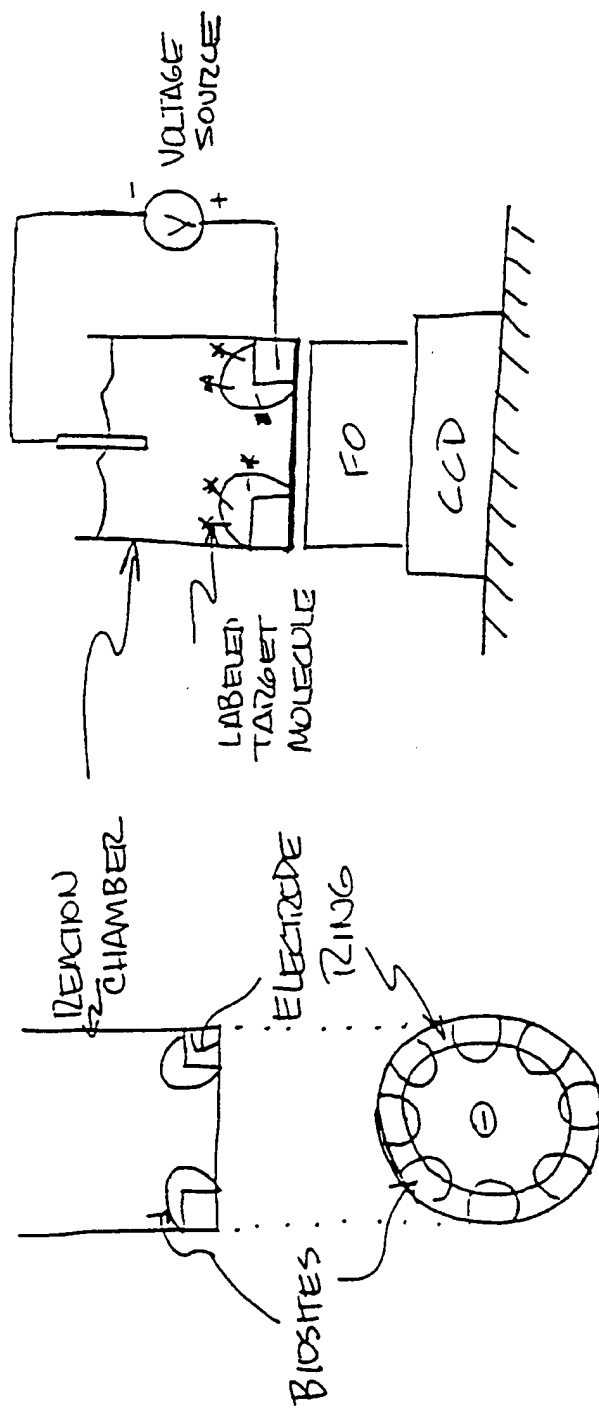 REACTION
CHAMBER
ELECTRODE
RING
BIOSITES
-
LABELED
TARGET
MOLECULE
-
V
+
VOLTAGE
SOURCE
FO
CCD